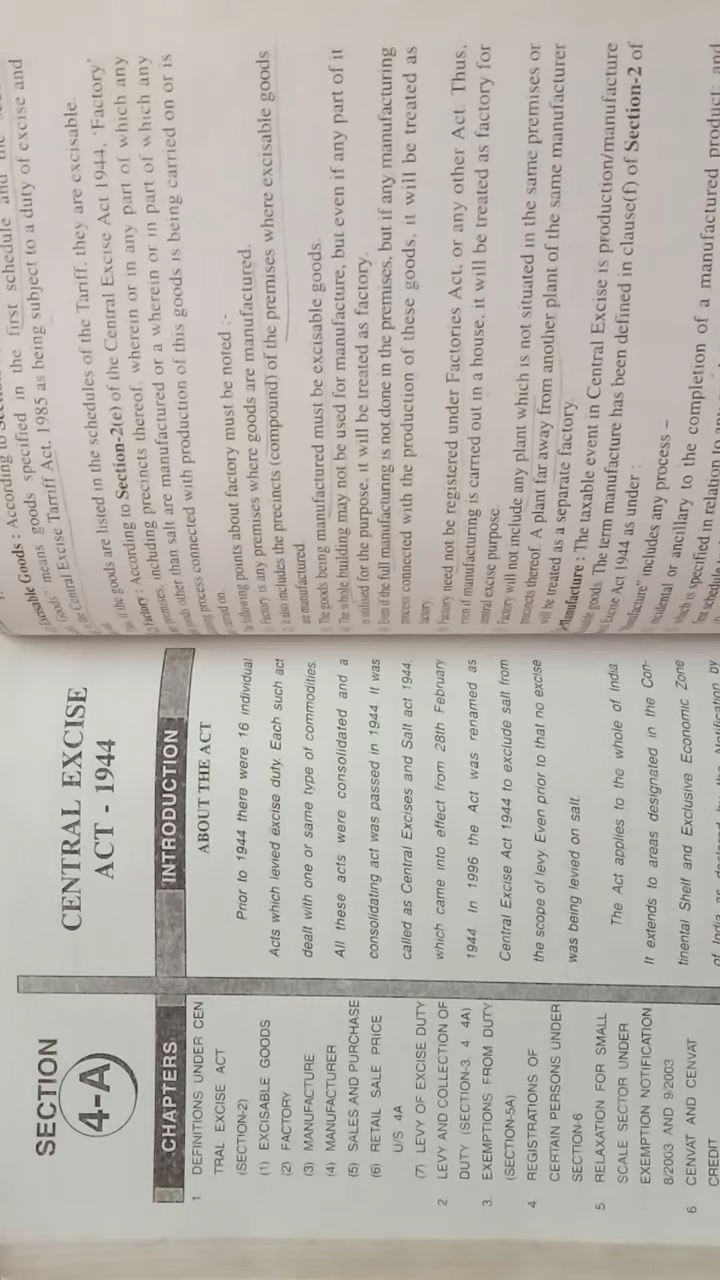 SECTION
4-A
CENTRAL EXCISE
ACT - 1944
CHAPTERS
1 DEFINITIONS UNDER CEN
TRAL EXCISE ACT
(SECTION-2)
(1) EXCISABLE GOODS
(2) FACTORY
(3) MANUFACTURE
(4) MANUFACTURER
(5) SALES AND PURCHASE
(6) RETAIL SALE PRICE
U/S 4A
(7) LEVY OF EXCISE DUTY
2 LEVY AND COLLECTION OF
DUTY (SECTION-3 4 4A)
3. EXEMPTIONS FROM DUTY
(SECTION-5A)
4. REGISTRATIONS OF
CERTAIN PERSONS UNDER
SECTION-6
5 RELAXATION FOR SMALL
SCALE SECTOR UNDER
EXEMPTION NOTIFICATION
8/2003 AND 9/2003
6 CENVAT AND CENVAT
CREDIT
INTRODUCTION
ABOUT THE ACT
Prior to 1944 there were 16 individual
Acts which levied excise duty. Each such act
dealt with one or same type of commodities.
All these acts were consolidated and a
consolidating act was passed in 1944. It was
called as Central Excises and Salt act 1944,
which came into effect from 28th February
1944 In 1996 the Act was renamed as
Central Excise Act 1944 to exclude salt from
the scope of levy Even prior to that no excise
was being levied on salt.
The Act applies to the whole of India.
It extends to areas designated in the Con-
tinental Shelf and Exclusive Economic Zone
of India as declared by the Notification by
Goods : According to
means goods specified in the first schedule and the
Central Excise Tarriff Act, 1985 as being subject to a duty of excise and
if the goods are listed in the schedules of the Tariff, they are excisable.
Factory : According to Section-2(e) of the Central Excise Act 1944, 'Factory'
premises, including precincts thereof, wherein or in any part of which any
goods other than salt are manufactured or a wherein or in part of which any
process connected with production of this goods is being carried on or is
following points about factory must be noted :-
Factory is any premises where goods are manufactured.
It also includes the precincts (compound) of the premises where excisable goods
are manufactured
The goods being manufactured must be excisable goods.
The whole building may not be used for manufacture, but even if any part of it
is utilised for the purpose, it will be treated as factory.
Even if the full manufacturing is not done in the premises, but if any manufacturing
process connected with the production of these goods, it will be treated as
factory
Factory need not be registered under Factories Act, or any other Act. Thus,
even if manufacturing is carried out in a house, it will be treated as factory for
central excise purpose.
Factory will not include any plant which is not situated in the same premises or
precincts thereof. A plant far away from another plant of the same manufacturer
will be treated as a separate factory
Manufacture : The taxable event in Central Excise is production/manufacture
goods. The term manufacture has been defined in clause(f) of Section-2 of
Excise Act 1944 as under :
includes any process –
incidental or ancillary to the completion of a manufactured product; and
which is specified in relation to